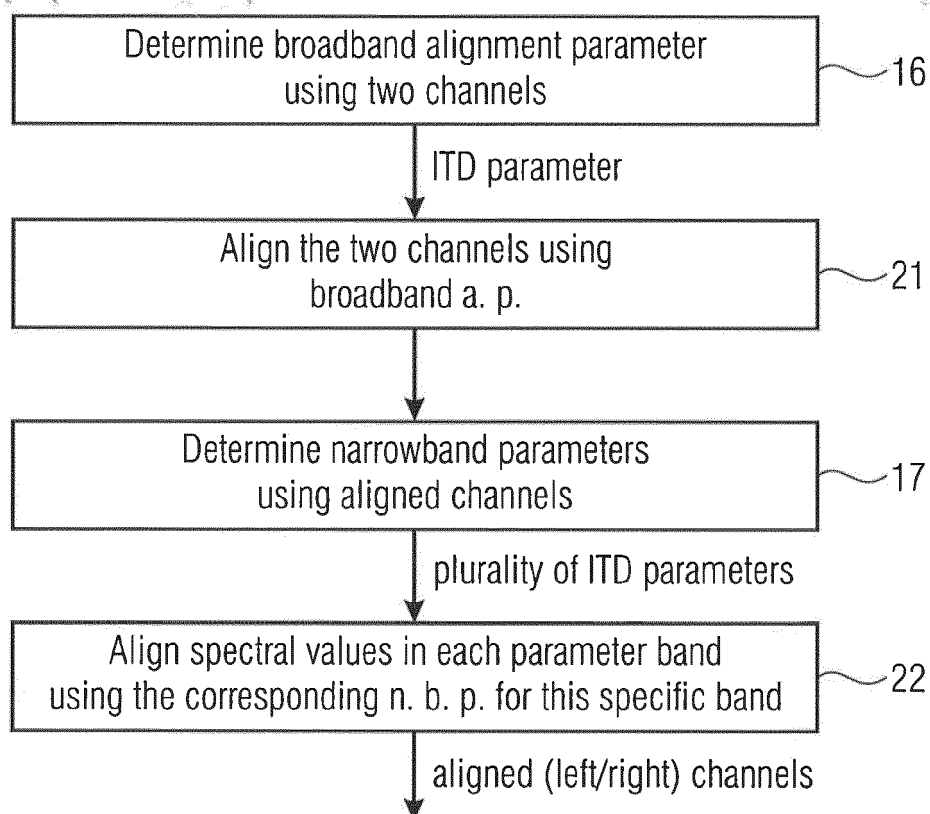 Determine broadband alignment parameter
using two channels
16
ITD parameter
Align the two channels using
broadband a. p.
21
Determine narrowband parameters
using aligned channels
17
plurality of ITD parameters
Align spectral values in each parameter band
using the corresponding n. b. p. for this specific band
22
aligned (left/right) channels